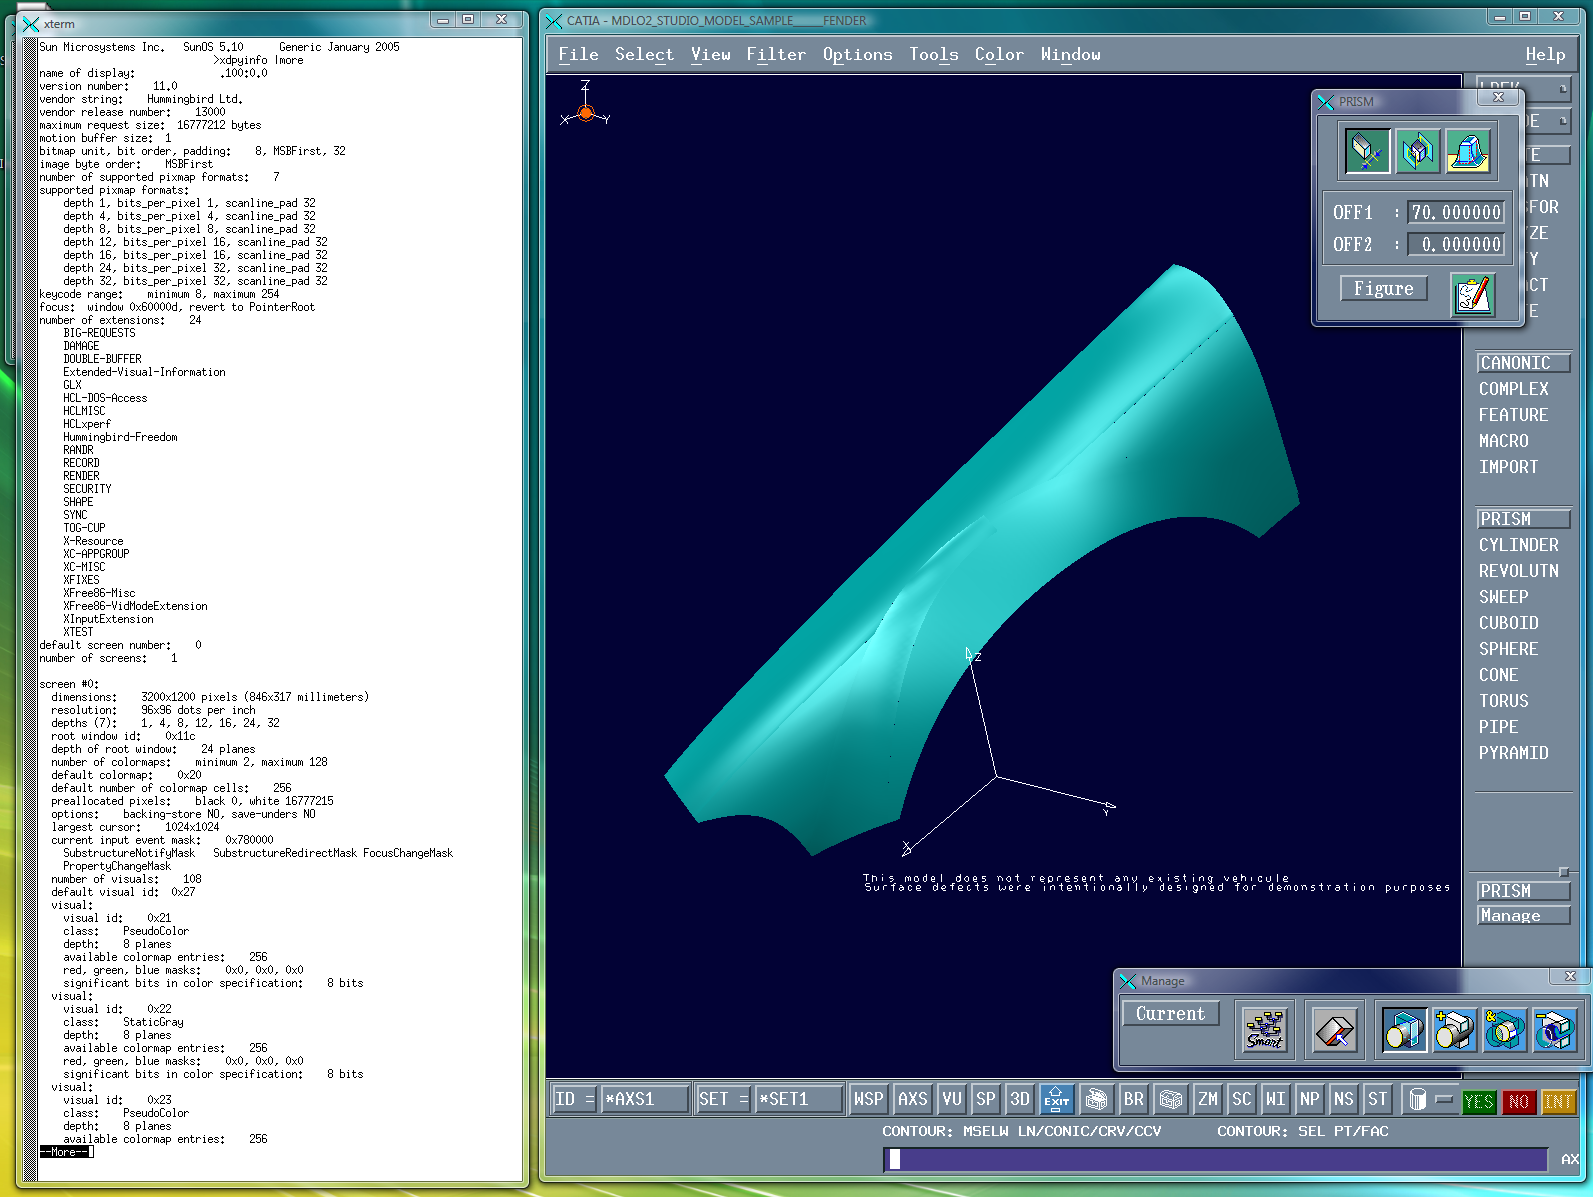 xterm
Sun Microsystems Inc.   SunOS 5.10      Generic January 2005
>xdpyinfo |more
name of display:              .100:0.0
version number:    11.0
vendor string:    Hummingbird Ltd.
vendor release number:    13000
maximum request size:  16777212 bytes
motion buffer size:  1
bitmap unit, bit order, padding:    8, MSBFirst, 32
image byte order:    MSBFirst
number of supported pixmap formats:    7
supported pixmap formats:
    depth 1, bits_per_pixel 1, scanline_pad 32
    depth 4, bits_per_pixel 4, scanline_pad 32
    depth 8, bits_per_pixel 8, scanline_pad 32
    depth 12, bits_per_pixel 16, scanline_pad 32
    depth 16, bits_per_pixel 16, scanline_pad 32
    depth 24, bits_per_pixel 32, scanline_pad 32
    depth 32, bits_per_pixel 32, scanline_pad 32
keycode range:    minimum 8, maximum 254
focus:  window 0x60000d, revert to PointerRoot
number of extensions:    24
    BIG-REQUESTS
    DAMAGE
    DOUBLE-BUFFER
    Extended-Visual-Information
    GLX
    HCL-DOS-Access
    HCLMISC
    HCLxperf
    Hummingbird-Freedom
    RANDR
    RECORD
    RENDER
    SECURITY
    SHAPE
    SYNC
    TOG-CUP
    X-Resource
    XC-APPGROUP
    XC-MISC
    XFIXES
    XFree86-Misc
    XFree86-VidModeExtension
    XInputExtension
    XTEST
default screen number:    0
number of screens:    1
screen #0:
  dimensions:    3200x1200 pixels (846x317 millimeters)
  resolution:    96x96 dots per inch
  depths (7):    1, 4, 8, 12, 16, 24, 32
  root window id:    0x11c
  depth of root window:    24 planes
  number of colormaps:    minimum 2, maximum 128
  default colormap:    0x20
  default number of colormap cells:    256
  preallocated pixels:    black 0, white 16777215
  options:    backing-store NO, save-unders NO
  largest cursor:    1024x1024
  current input event mask:    0x780000
    SubstructureNotifyMask   SubstructureRedirectMask FocusChangeMask
    PropertyChangeMask
  number of visuals:    108
  default visual id:  0x27
  visual:
    visual id:    0x21
    class:    PseudoColor
    depth:    8 planes
    available colormap entries:    256
    red, green, blue masks:    0x0, 0x0, 0x0
    significant bits in color specification:    8 bits
  visual:
    visual id:    0x22
    class:    StaticGray
    depth:    8 planes
    available colormap entries:    256
    red, green, blue masks:    0x0, 0x0, 0x0
    significant bits in color specification:    8 bits
  visual:
    visual id:    0x23
    class:    PseudoColor
    depth:    8 planes
    available colormap entries:    256
--More--
CATIA - MDLO2_STUDIO_MODEL_SAMPLE_____FENDER
File Select View Filter Options Tools Color Window Help
Z
X Y
PRISM
OFF1 : 70.000000
OFF2 : 0.000000
Figure
CANONIC
COMPLEX
FEATURE
MACRO
IMPORT
PRISM
CYLINDER
REVOLUTN
SWEEP
CUBOID
SPHERE
CONE
TORUS
PIPE
PYRAMID
PRISM
Manage
Z
Y
X
This model does not represent any existing vehicule
Surface defects were intentionally designed for demonstration purposes
Manage
Current
Smart
ID = *AXS1 SET = *SET1 WSP AXS VU SP 3D EXIT BR ZM SC WI NP NS ST YES NO INT
CONTOUR: MSELW LN/CONIC/CRV/CCV CONTOUR: SEL PT/FAC
AX